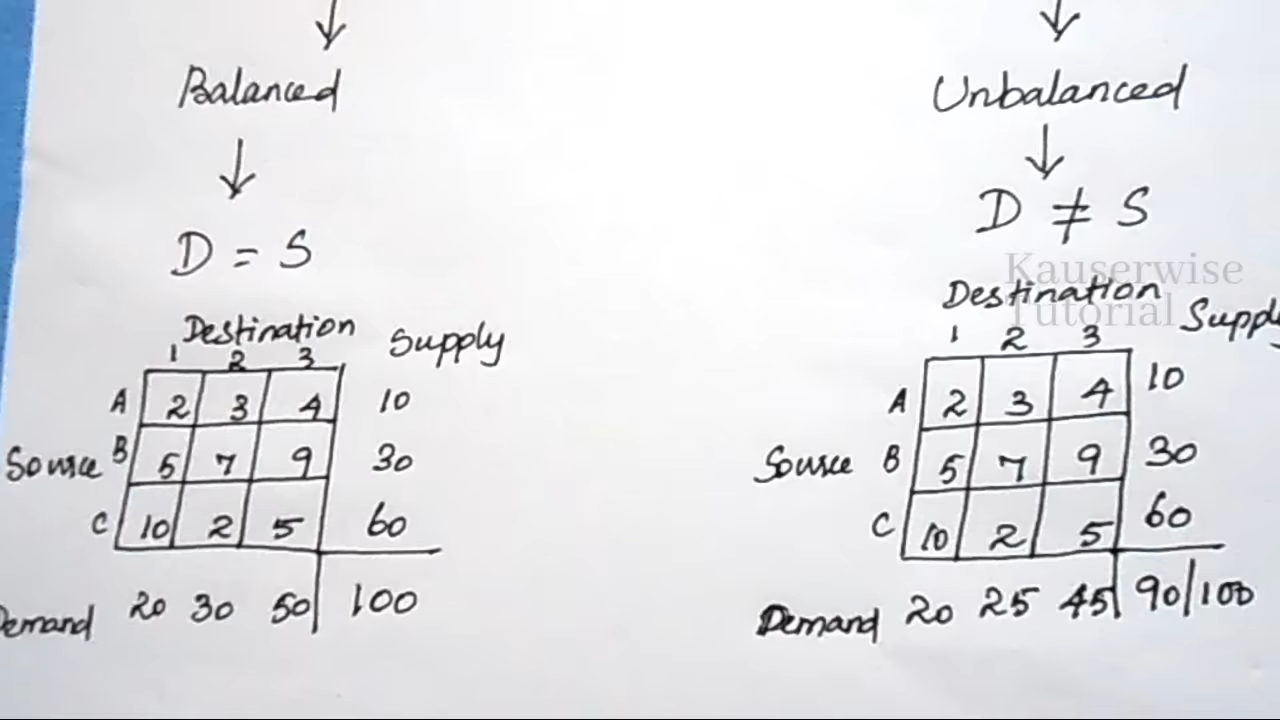 Balanced
D = S
Destination Supply
1 2 3
A 2 3 4 10
Source B 5 7 9 30
C 10 2 5 60
Demand 20 30 50 100
Unbalanced
D ≠ S
Kauserwise
Tutorial
Destination Supply
1 2 3
A 2 3 4 10
Source B 5 7 9 30
C 10 2 5 60
Demand 20 25 45 90/100